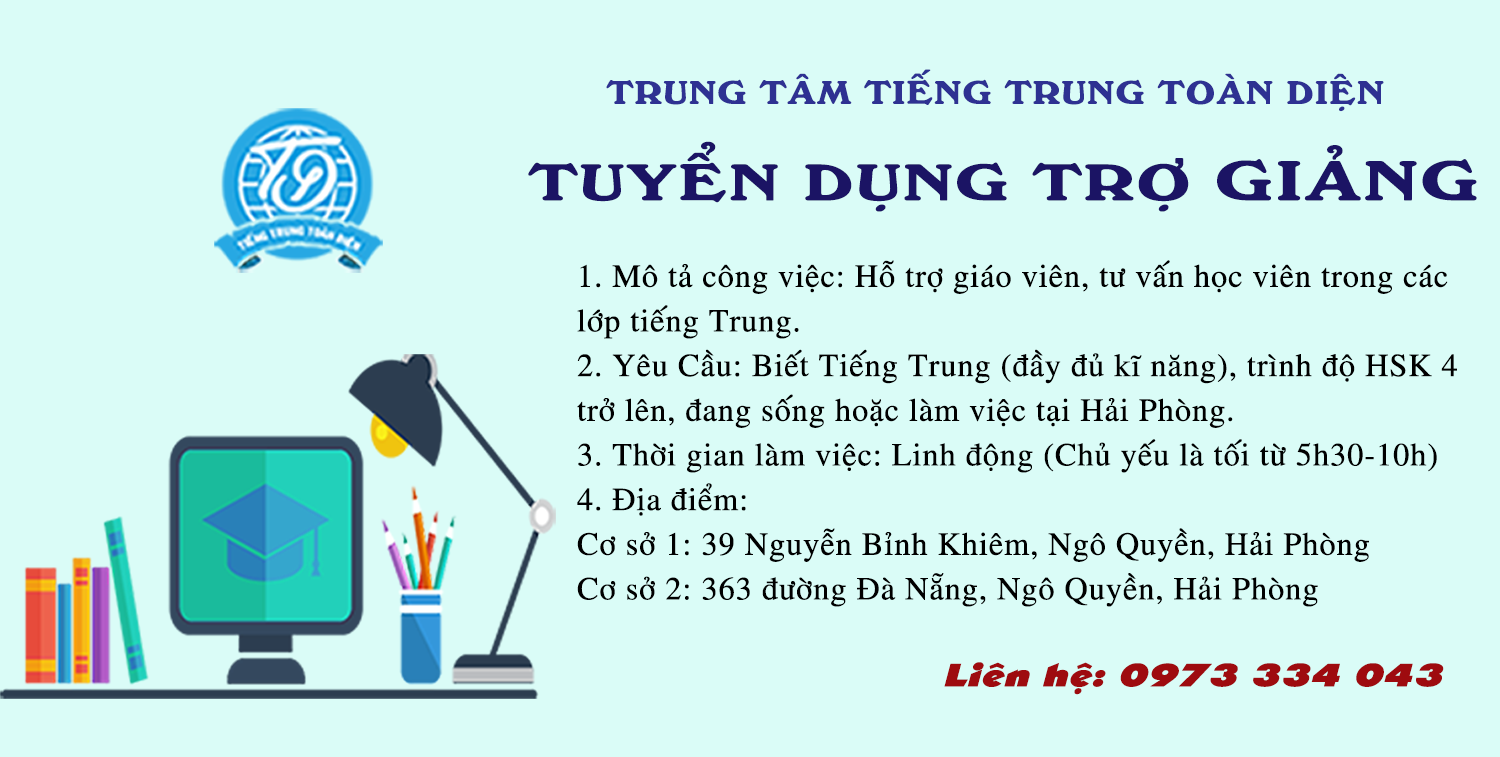 TRUNG TÂM TIẾNG TRUNG TOÀN DIỆN
TUYỂN DỤNG TRỢ GIẢNG
TD
TIẾNG TRUNG TOÀN DIỆN
1. Mô tả công việc: Hỗ trợ giáo viên, tư vấn học viên trong các
lớp tiếng Trung.
2. Yêu Cầu: Biết Tiếng Trung (đầy đủ kĩ năng), trình độ HSK 4
trở lên, đang sống hoặc làm việc tại Hải Phòng.
3. Thời gian làm việc: Linh động (Chủ yếu là tối từ 5h30-10h)
4. Địa điểm:
Cơ sở 1: 39 Nguyễn Bỉnh Khiêm, Ngô Quyền, Hải Phòng
Cơ sở 2: 363 đường Đà Nẵng, Ngô Quyền, Hải Phòng
Liên hệ: 0973 334 043